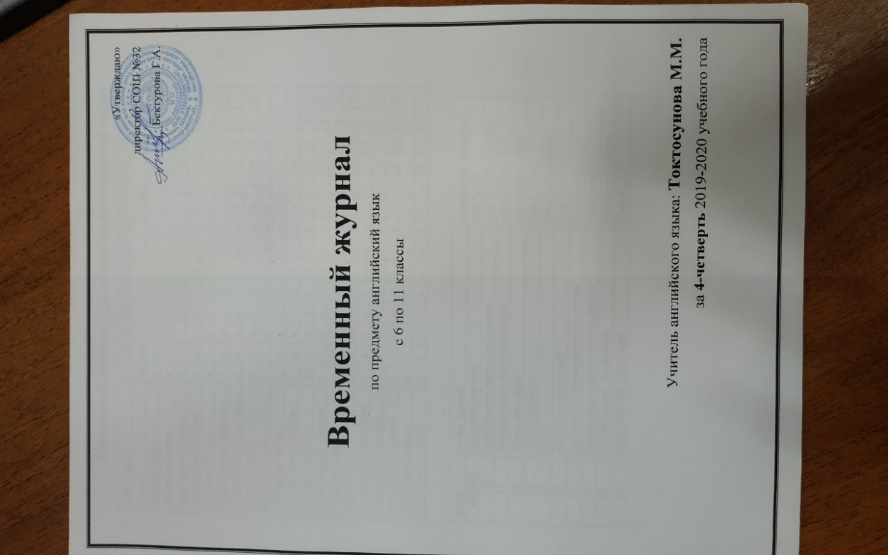 «Утверждаю»
директор СОШ №32
Бектурова Г.А.
Временный журнал
по предмету английский язык
с 6 по 11 классы
Учитель английского языка: Токтосунова М.М.
за 4-четверть 2019-2020 учебного года